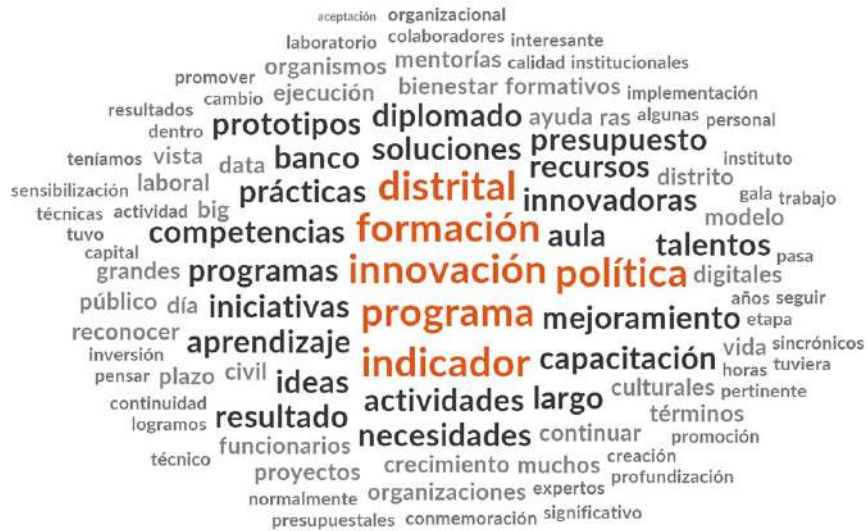 aceptación organizacional
laboratorio colaboradores interesante
organismos mentorías calidad institucionales
promover cambio ejecución bienestar formativos implementación
resultados dentro prototipos diplomado ayuda ras algunas personal
teníamos vista data banco soluciones presupuesto instituto
sensibilización laboral prácticas distrital recursos distrito
técnicas actividad big innovadoras gala trabajo
tuvo competencias formación aula modelo
capital talentos pasa
grandes programas innovación política digitales
público día iniciativas programa mejoramiento años seguir
reconocer aprendizaje etapa
inversión indicador capacitación vida sincrónicos
pensar plazo civil ideas horas tuviera
continuidad actividades largo culturales pertinente
logramos resultado términos
técnico funcionarios necesidades continuar promoción
proyectos crecimiento muchos creación
normalmente organizaciones expertos profundización
presupuestales conmemoración significativo